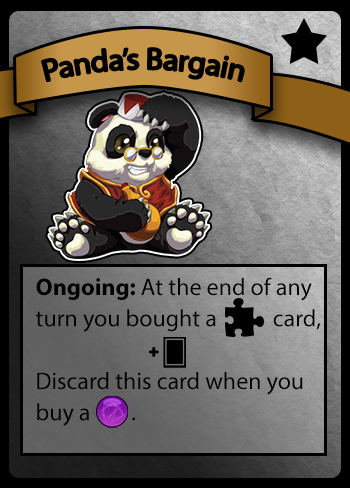 Panda's Bargain
Ongoing: At the end of any
turn you bought a card,
+
Discard this card when you
buy a .